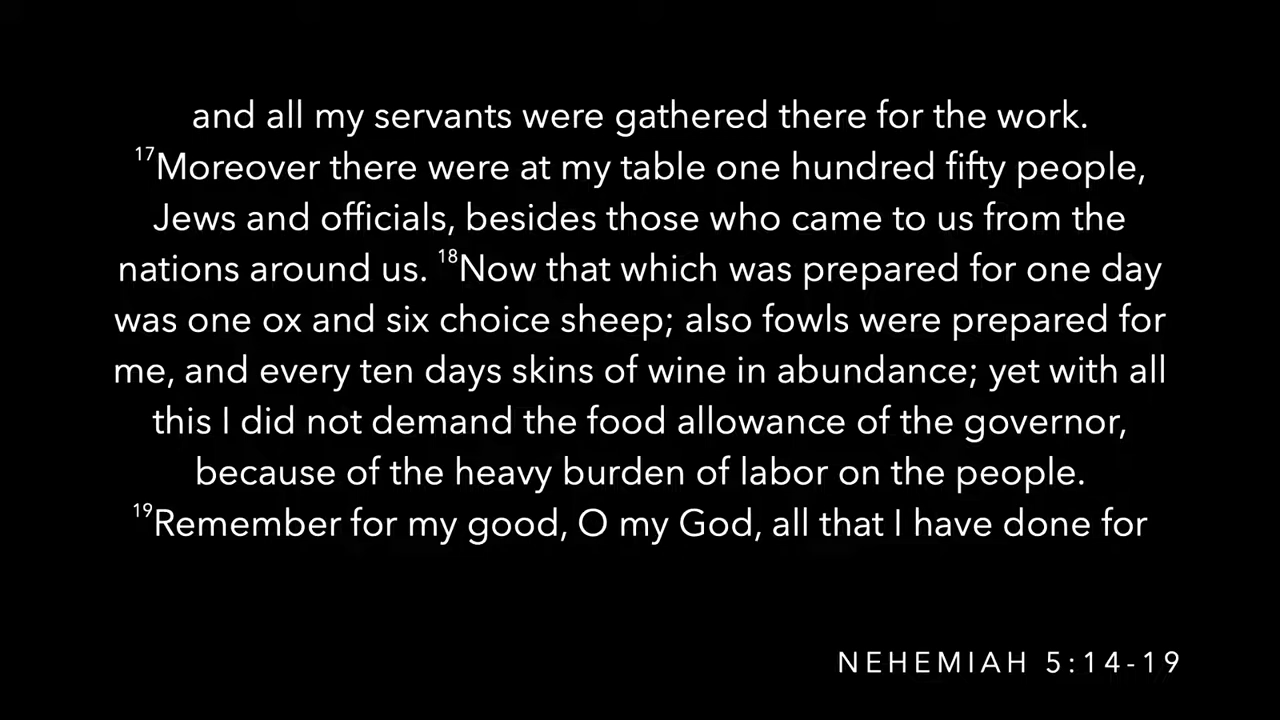 and all my servants were gathered there for the work.
17Moreover there were at my table one hundred fifty people,
Jews and officials, besides those who came to us from the
nations around us. 18Now that which was prepared for one day
was one ox and six choice sheep; also fowls were prepared for
me, and every ten days skins of wine in abundance; yet with all
this I did not demand the food allowance of the governor,
because of the heavy burden of labor on the people.
19Remember for my good, O my God, all that I have done for
NEHEMIAH 5:14-19